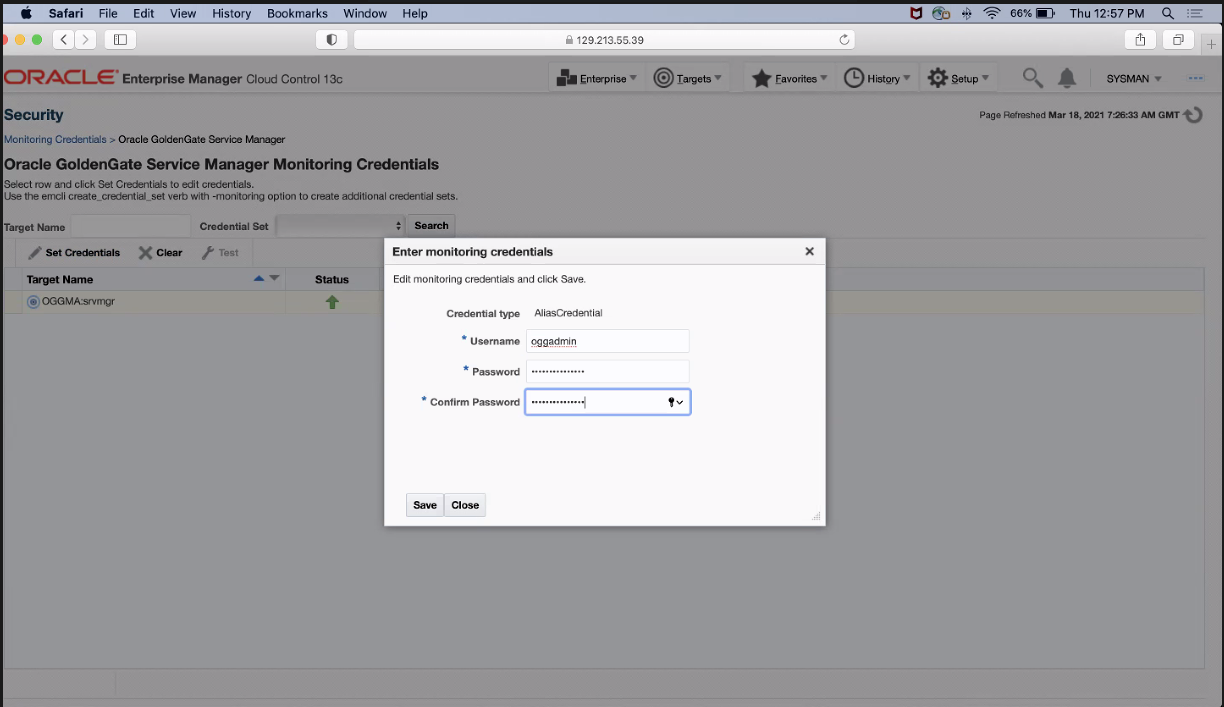 Safari File Edit View History Bookmarks Window Help 66% Thu 12:57 PM
129.213.55.39
ORACLE' Enterprise Manager Cloud Control 13c Enterprise Targets Favorites History Setup SYSMAN
Security
Page Refreshed Mar 18, 2021 7:26:33 AM GMT
Monitoring Credentials > Oracle GoldenGate Service Manager
Oracle GoldenGate Service Manager Monitoring Credentials
Select row and click Set Credentials to edit credentials.
Use the emcli create_credential_set verb with -monitoring option to create additional credential sets.
Target Name Credential Set Search
Set Credentials Clear Test
Target Name Status
OGGMA:srvmgr
Enter monitoring credentials
Edit monitoring credentials and click Save.
Credential type AliasCredential
* Username oggadmin
* Password •••••••••••••••
* Confirm Password •••••••••••••••
Save Close